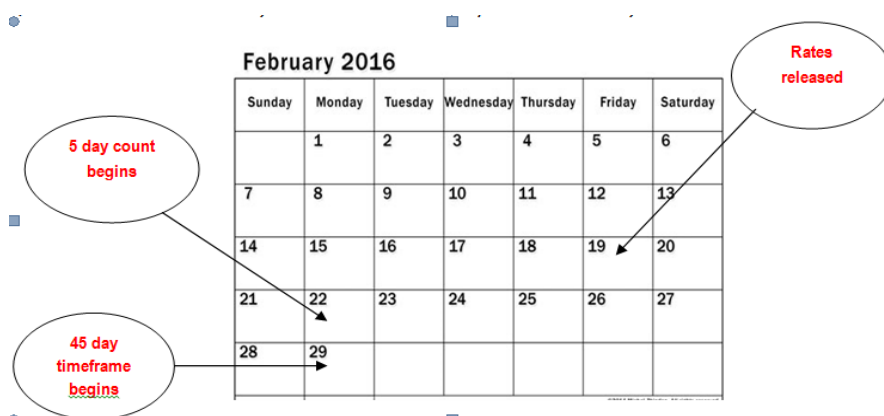 February 2016
Rates
released
Sunday Monday Tuesday Wednesday Thursday Friday Saturday
5 day count
begins
1 2 3 4 5 6
7 8 9 10 11 12 13
14 15 16 17 18 19 20
21 22 23 24 25 26 27
45 day
timeframe
begins
28 29